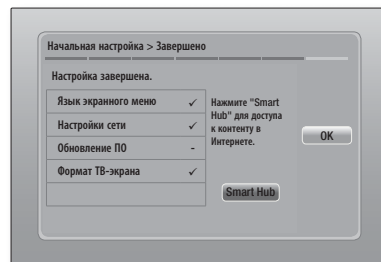 Начальная настройка > Завершено
Настройка завершена.
Язык экранного меню ✓
Настройки сети ✓
Обновление ПО -
Формат ТВ-экрана ✓
Нажмите "Smart
Hub" для доступа
к контенту в
Интернете.
Smart Hub
OK